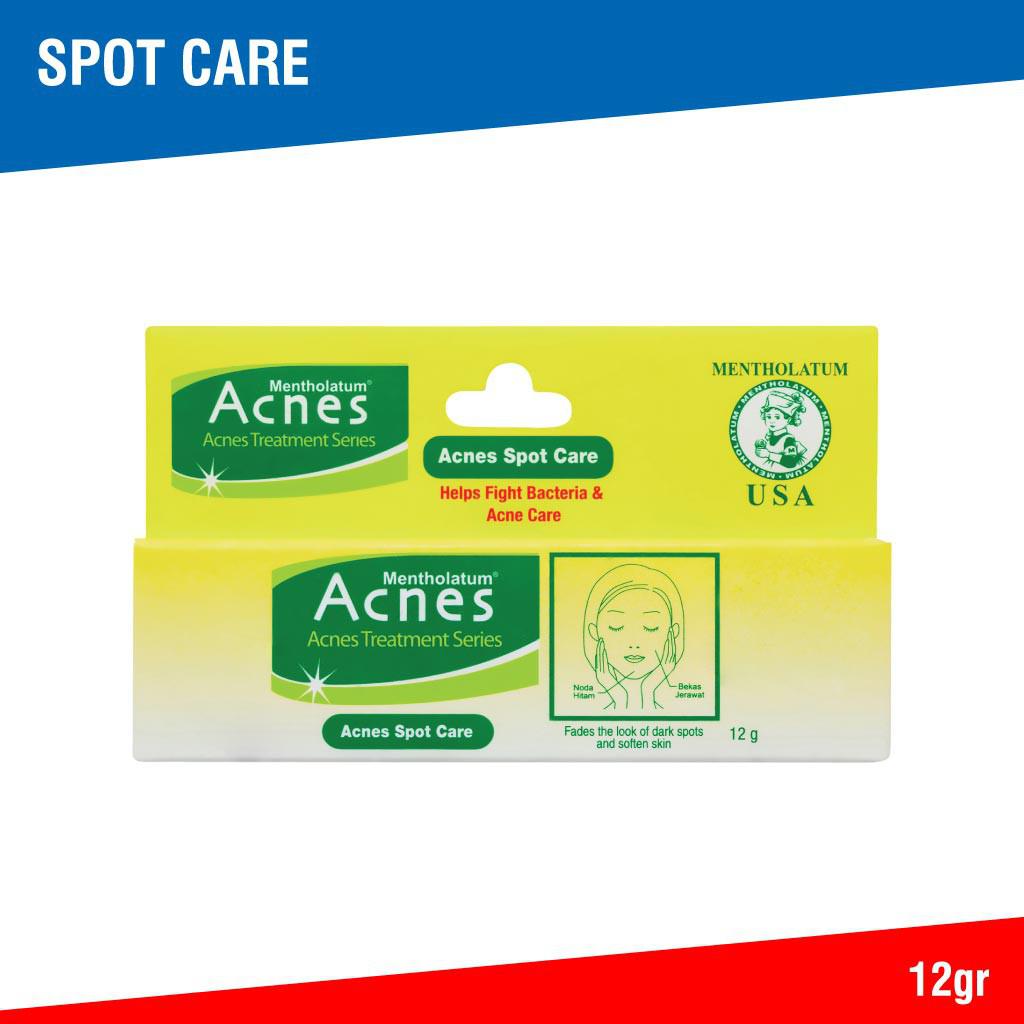 SPOT CARE
Mentholatum®
Acnes
Acnes Treatment Series
Acnes Spot Care
Helps Fight Bacteria &
Acne Care
MENTHOLATUM
MENTHOLATUM · MENTHOLATUM · MENTHOLATUM · MENTHOLATUM
M
USA
Mentholatum®
Acnes
Acnes Treatment Series
Acnes Spot Care
Noda
Hitam
Bekas
Jerawat
Fades the look of dark spots
and soften skin
12 g
12gr